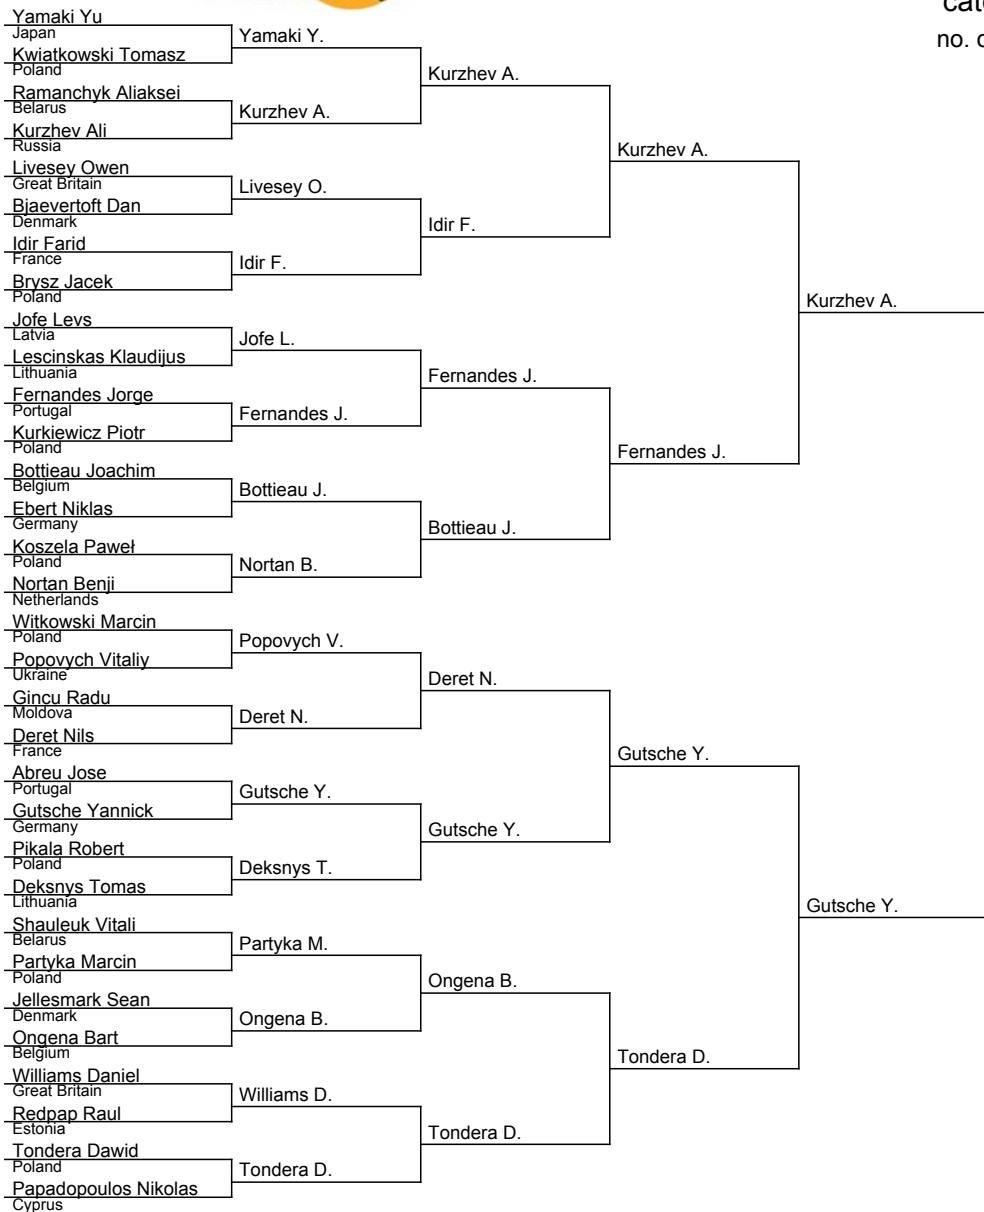 cat
no. o
Yamaki Yu
Japan
Kwiatkowski Tomasz
Poland
Ramanchyk Aliaksei
Belarus
Kurzhev Ali
Russia
Livesey Owen
Great Britain
Bjaevertoft Dan
Denmark
Idir Farid
France
Brysz Jacek
Poland
Jofe Levs
Latvia
Lescinskas Klaudijus
Lithuania
Fernandes Jorge
Portugal
Kurkiewicz Piotr
Poland
Bottieau Joachim
Belgium
Ebert Niklas
Germany
Koszela Paweł
Poland
Nortan Benji
Netherlands
Witkowski Marcin
Poland
Popovych Vitaliy
Ukraine
Gincu Radu
Moldova
Deret Nils
France
Abreu Jose
Portugal
Gutsche Yannick
Germany
Pikala Robert
Poland
Deksnys Tomas
Lithuania
Shauleuk Vitali
Belarus
Partyka Marcin
Poland
Jellesmark Sean
Denmark
Ongena Bart
Belgium
Williams Daniel
Great Britain
Redpap Raul
Estonia
Tondera Dawid
Poland
Papadopoulos Nikolas
Cyprus
Yamaki Y.
Kurzhev A.
Livesey O.
Idir F.
Jofe L.
Fernandes J.
Bottieau J.
Nortan B.
Popovych V.
Deret N.
Gutsche Y.
Deksnys T.
Partyka M.
Ongena B.
Williams D.
Tondera D.
Kurzhev A.
Idir F.
Fernandes J.
Bottieau J.
Deret N.
Gutsche Y.
Ongena B.
Tondera D.
Kurzhev A.
Fernandes J.
Gutsche Y.
Tondera D.
Kurzhev A.
Gutsche Y.